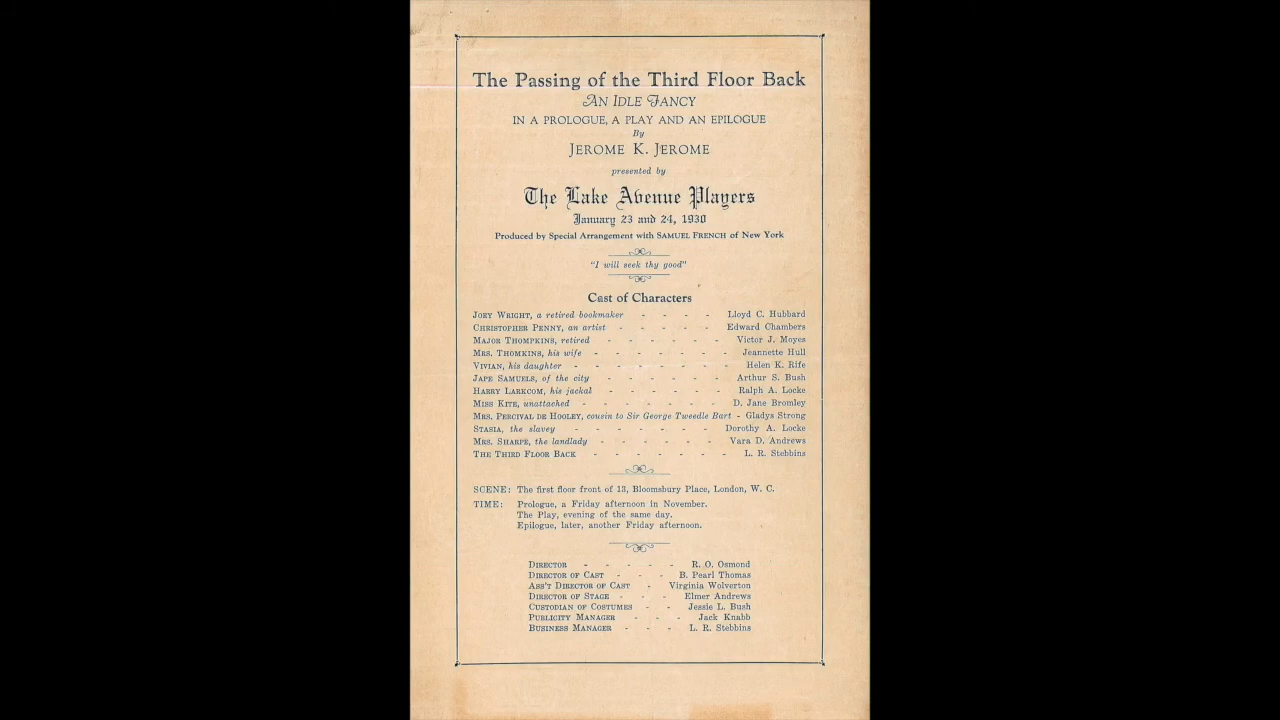 The Passing of the Third Floor Back
AN IDLE FANCY
IN A PROLOGUE, A PLAY AND AN EPILOGUE
By
JEROME K. JEROME
presented by
The Lake Avenue Players
January 23 and 24, 1930
Produced by Special Arrangement with SAMUEL FRENCH of New York
"I will seek thy good"
Cast of Characters
JOEY WRIGHT, a retired bookmaker - - - - Lloyd C. Hubbard
CHRISTOPHER PENNY, an artist - - - - - Edward Chambers
MAJOR THOMPKINS, retired - - - - - - Victor J. Moyes
MRS. THOMKINS, his wife - - - - - - - Jeannette Hull
VIVIAN, his daughter - - - - - - - - Helen K. Rife
JAPE SAMUELS, of the city - - - - - - Arthur S. Bush
HARRY LARKCOM, his jackal - - - - - - Ralph A. Locke
MISS KITE, unattached - - - - - - - D. Jane Bromley
MRS. PERCIVAL DE HOOLEY, cousin to Sir George Tweedle Bart - Gladys Strong
STASIA, the slavey - - - - - - - Dorothy A. Locke
MRS. SHARPE, the landlady - - - - - - Vara D. Andrews
THE THIRD FLOOR BACK - - - - - - - L. R. Stebbins
SCENE: The first floor front of 13, Bloomsbury Place, London, W. C.
TIME: Prologue, a Friday afternoon in November.
The Play, evening of the same day.
Epilogue, later, another Friday afternoon.
DIRECTOR - - - - - R. O. Osmond
DIRECTOR OF CAST - - - B. Pearl Thomas
ASS'T DIRECTOR OF CAST - Virginia Wolverton
DIRECTOR OF STAGE - - - Elmer Andrews
CUSTODIAN OF COSTUMES - - Jessie L. Bush
PUBLICITY MANAGER - - - Jack Knabb
BUSINESS MANAGER - - - L. R. Stebbins